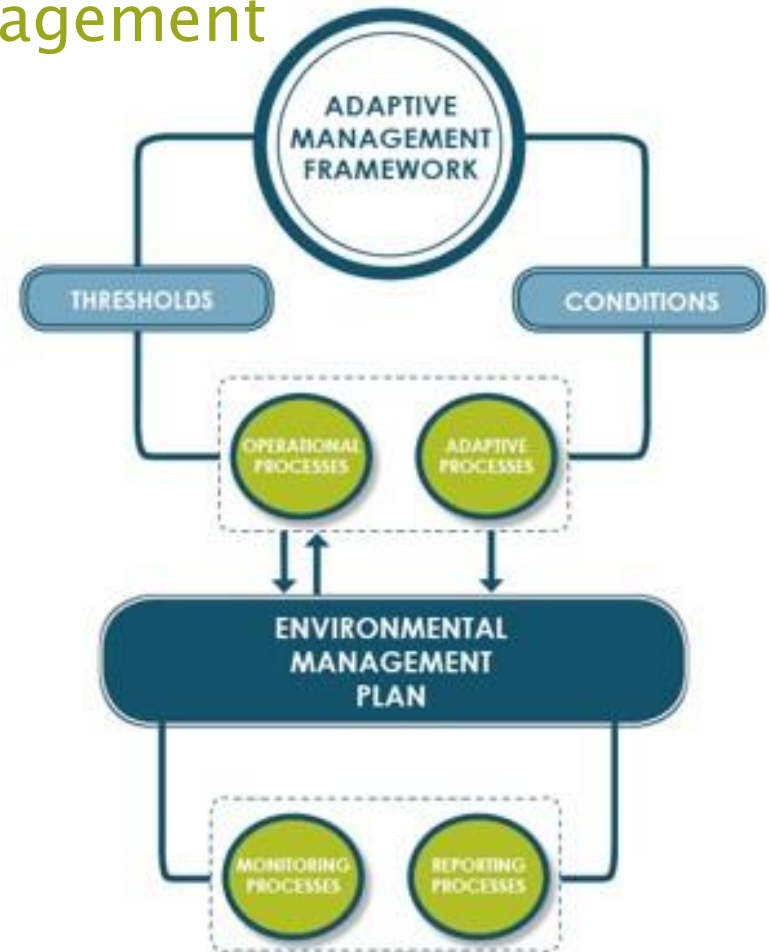 agement
ADAPTIVE
MANAGEMENT
FRAMEWORK
THRESHOLDS
CONDITIONS
OPERATIONAL
PROCESSES
ADAPTIVE
PROCESSES
ENVIRONMENTAL
MANAGEMENT
PLAN
MONITORING
PROCESSES
REPORTING
PROCESSES